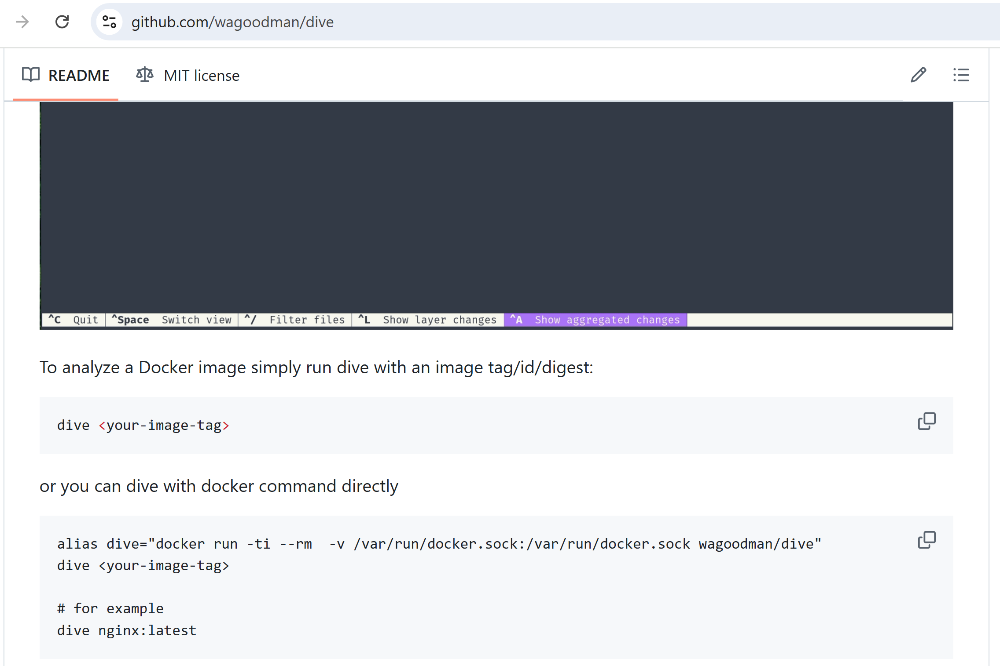 github.com/wagoodman/dive
README MIT license
^C Quit ^Space Switch view ^/ Filter files ^L Show layer changes ^A Show aggregated changes
To analyze a Docker image simply run dive with an image tag/id/digest:
dive <your-image-tag>
or you can dive with docker command directly
alias dive="docker run -ti --rm  -v /var/run/docker.sock:/var/run/docker.sock wagoodman/dive"
dive <your-image-tag>
# for example
dive nginx:latest